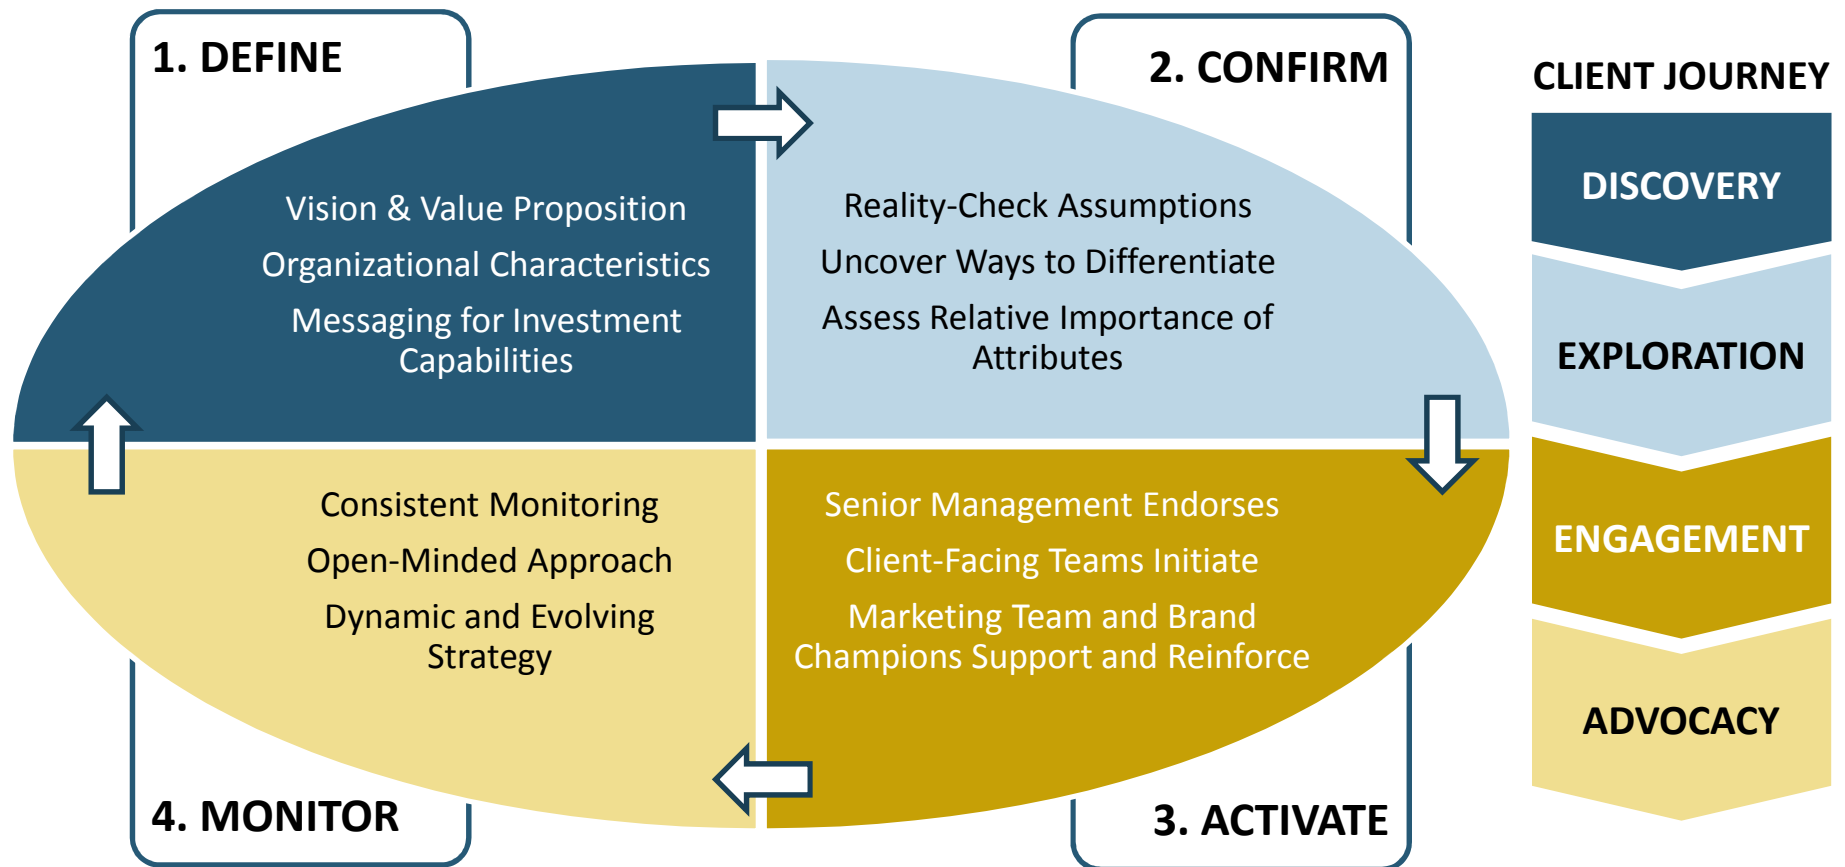 1. DEFINE
Vision & Value Proposition
Organizational Characteristics
Messaging for Investment
Capabilities
2. CONFIRM
Reality-Check Assumptions
Uncover Ways to Differentiate
Assess Relative Importance of
Attributes
Senior Management Endorses
Client-Facing Teams Initiate
Marketing Team and Brand
Champions Support and Reinforce
3. ACTIVATE
Consistent Monitoring
Open-Minded Approach
Dynamic and Evolving
Strategy
4. MONITOR
CLIENT JOURNEY
DISCOVERY
EXPLORATION
ENGAGEMENT
ADVOCACY